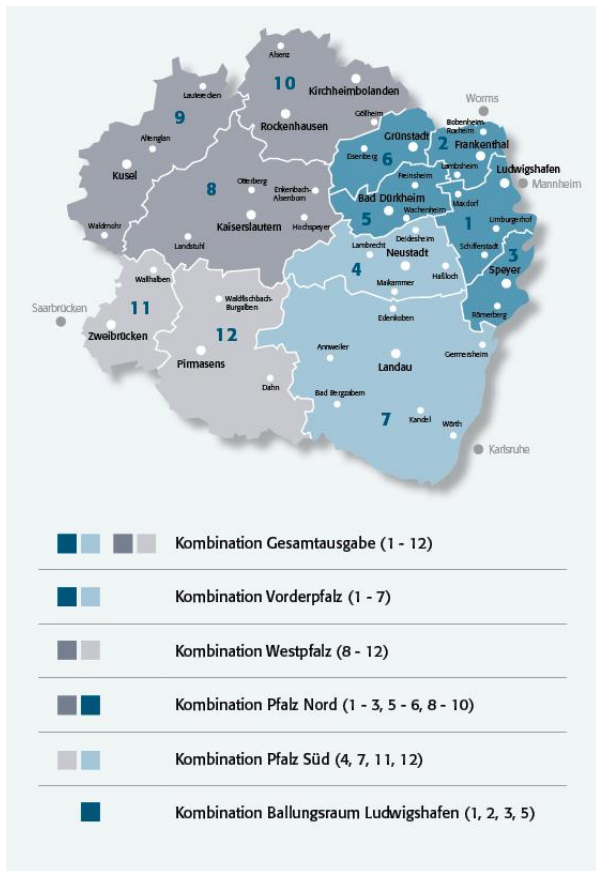 Alsenz
10
Kirchheimbolanden
Lauterecken
9
Göllheim
Worms
Rockenhausen
Bobenheim-
Roxheim
Altenglan
Grünstadt
2
Frankenthal
Eisenberg
6
Kusel
Lambsheim
Ludwigshafen
Freinsheim
Mannheim
8
Otterberg
Enkenbach-
Alsenborn
Bad Dürkheim
Maxdorf
5
Wachenheim
1
Limburgerhof
Waldmohr
Kaiserslautern
Hochspeyer
Deidesheim
Landstuhl
Lambrecht
Neustadt
Schifferstadt
3
4
Speyer
Wallhalben
Haßloch
Maikammer
Saarbrücken
11
Waldfischbach-
Burgalben
Edenkoben
Römerberg
Zweibrücken
12
Annweiler
Germersheim
Pirmasens
Landau
Dahn
Bad Bergzabern
7
Kandel
Wörth
Karlsruhe
Kombination Gesamtausgabe (1 - 12)
Kombination Vorderpfalz (1 - 7)
Kombination Westpfalz (8 - 12)
Kombination Pfalz Nord (1 - 3, 5 - 6, 8 - 10)
Kombination Pfalz Süd (4, 7, 11, 12)
Kombination Ballungsraum Ludwigshafen (1, 2, 3, 5)